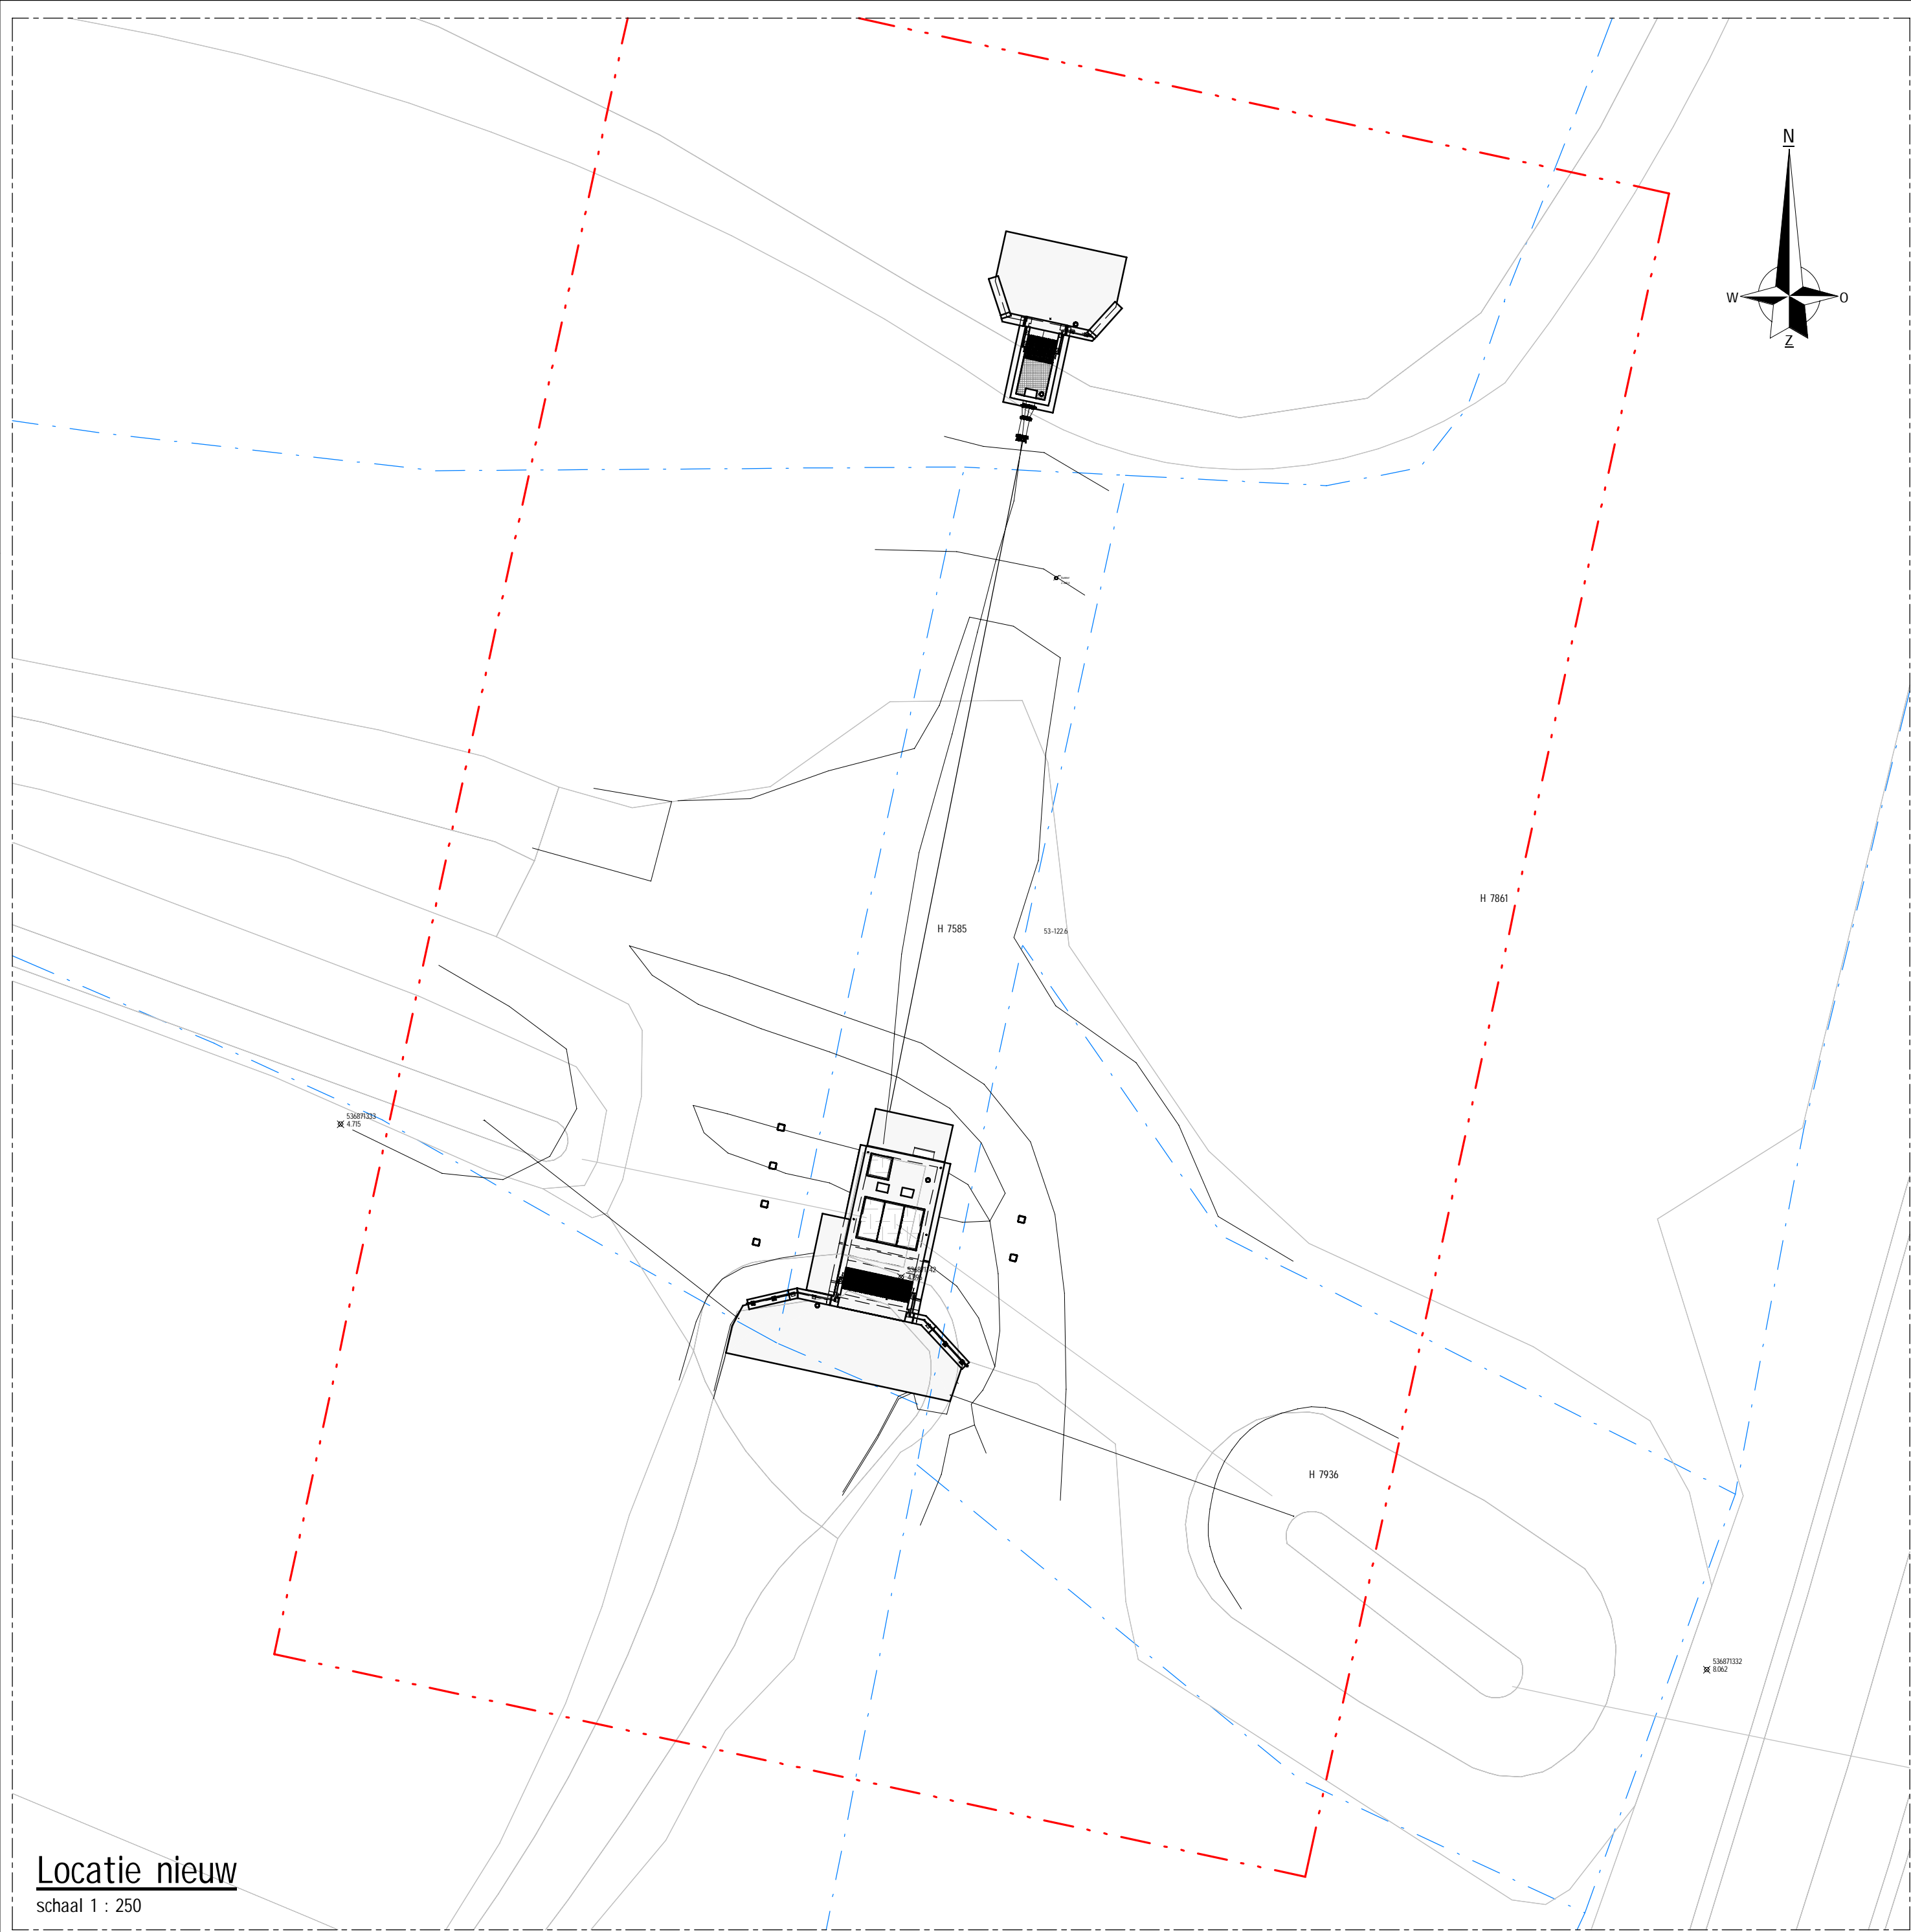 N
W
O
Z
H 7861
H 7585
53-122.6
536871333
4.715
H 7936
536871332
8.062
Locatie nieuw
schaal 1 : 250